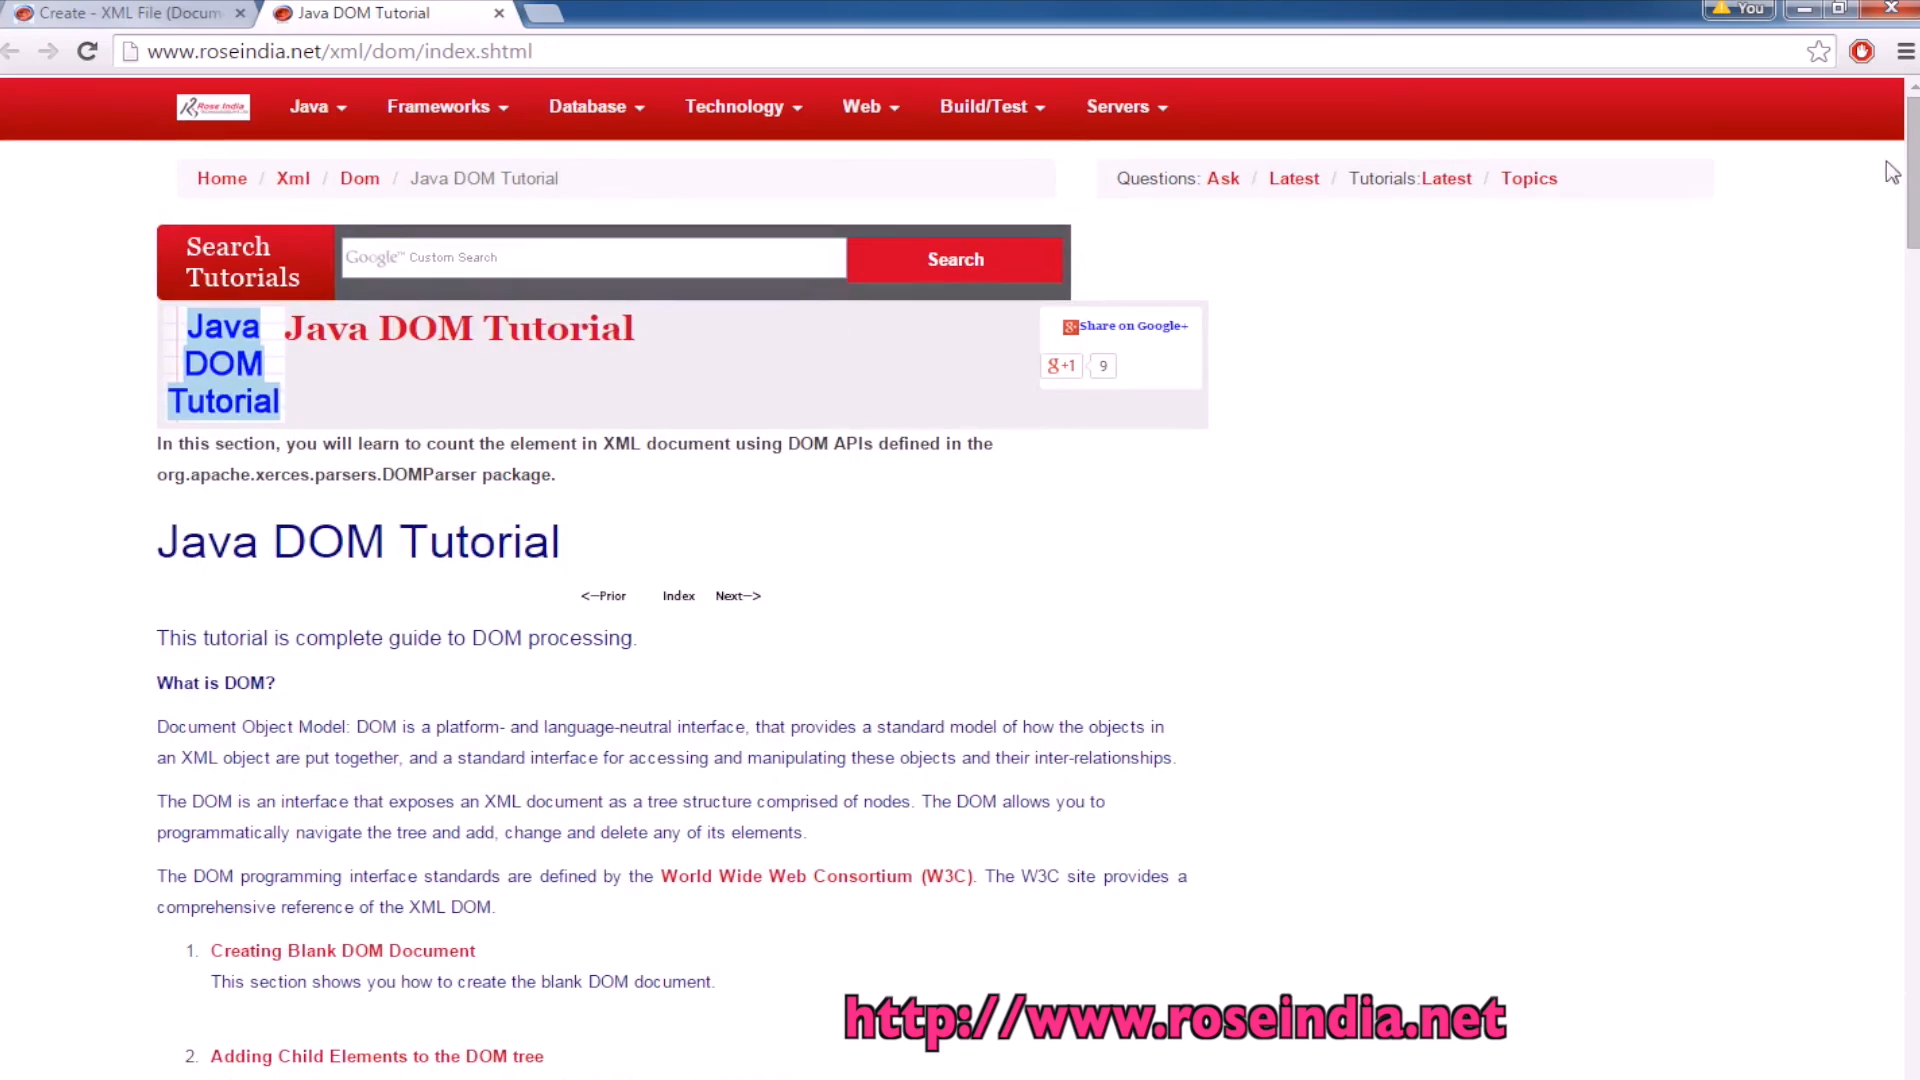 Create - XML File (Docum
Java DOM Tutorial
You
www.roseindia.net/xml/dom/index.shtml
Rose India
Java
Frameworks
Database
Technology
Web
Build/Test
Servers
Home / Xml / Dom / Java DOM Tutorial
Questions: Ask / Latest / Tutorials:Latest / Topics
Search
Tutorials
Google™ Custom Search
Search
Java
DOM
Tutorial
Java DOM Tutorial
Share on Google+
g+1
9
In this section, you will learn to count the element in XML document using DOM APIs defined in the
org.apache.xerces.parsers.DOMParser package.
Java DOM Tutorial
<--Prior Index Next-->
This tutorial is complete guide to DOM processing.
What is DOM?
Document Object Model: DOM is a platform- and language-neutral interface, that provides a standard model of how the objects in
an XML object are put together, and a standard interface for accessing and manipulating these objects and their inter-relationships.
The DOM is an interface that exposes an XML document as a tree structure comprised of nodes. The DOM allows you to
programmatically navigate the tree and add, change and delete any of its elements.
The DOM programming interface standards are defined by the World Wide Web Consortium (W3C). The W3C site provides a
comprehensive reference of the XML DOM.
1. Creating Blank DOM Document
This section shows you how to create the blank DOM document.
http://www.roseindia.net
2. Adding Child Elements to the DOM tree